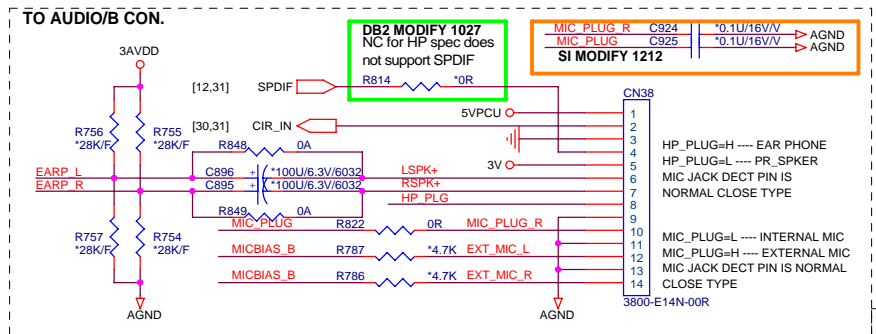 TO AUDIO/B CON.
3AVDD
DB2 MODIFY 1027
NC for HP spec does
not support SPDIF
MIC_PLUG_R C924 *0.1U/16V/V AGND
MIC_PLUG C925 *0.1U/16V/V AGND
SI MODIFY 1212
[12,31] SPDIF R814 *0R
CN38
5VPCU 1
[30,31] CIR_IN 2
3
4
3V 5
6
7
8
9
10
11
12
13
14
3800-E14N-00R
R756 *28K/F
R755 *28K/F
R848 0A
EARP_L C896 + *100U/6.3V/6032 LSPK+
EARP_R C895 + *100U/6.3V/6032 RSPK+
HP_PLG
R849 0A
MIC_PLUG R822 0R MIC_PLUG_R
R757 *28K/F
R754 *28K/F
MICBIAS_B R787 *4.7K EXT_MIC_L
MICBIAS_B R786 *4.7K EXT_MIC_R
AGND
AGND
HP_PLUG=H ---- EAR PHONE
HP_PLUG=L ---- PR_SPKER
MIC JACK DECT PIN IS
NORMAL CLOSE TYPE
MIC_PLUG=L ---- INTERNAL MIC
MIC_PLUG=H ---- EXTERNAL MIC
MIC JACK DECT PIN IS NORMAL
CLOSE TYPE